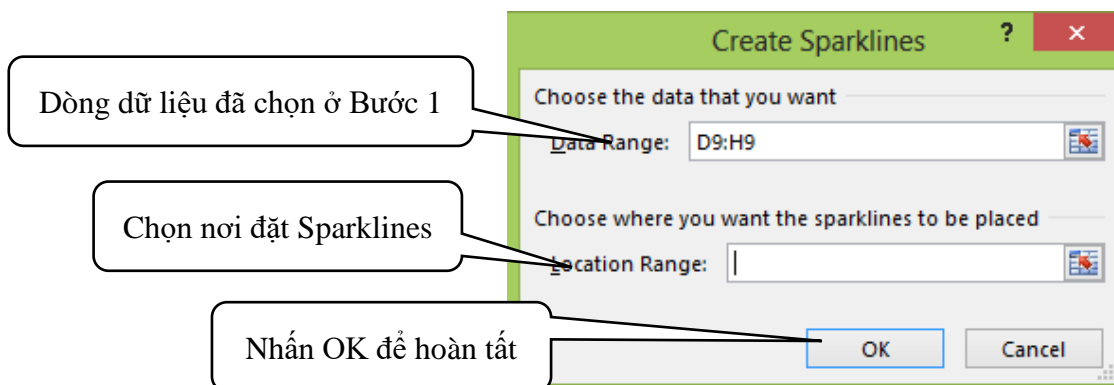 Create Sparklines
?
×
Dòng dữ liệu đã chọn ở Bước 1
Choose the data that you want
Data Range: D9:H9
Chọn nơi đặt Sparklines
Choose where you want the sparklines to be placed
Location Range:
Nhấn OK để hoàn tất
OK
Cancel